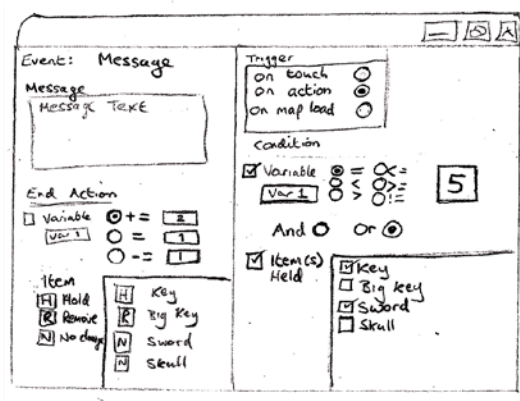 Event: Message
Message
Message Text
End Action
Variable += 2
Var 1 = 1
-= 1
Item
H Hold
R Remove
N No change
H Key
R Big Key
N Sword
N Skull
Trigger
on touch
on action
on map load
Condition
Variable = <=
Var 1 < >=
> !=
5
And Or
Item(s)
Held
Key
Big Key
Sword
Skull